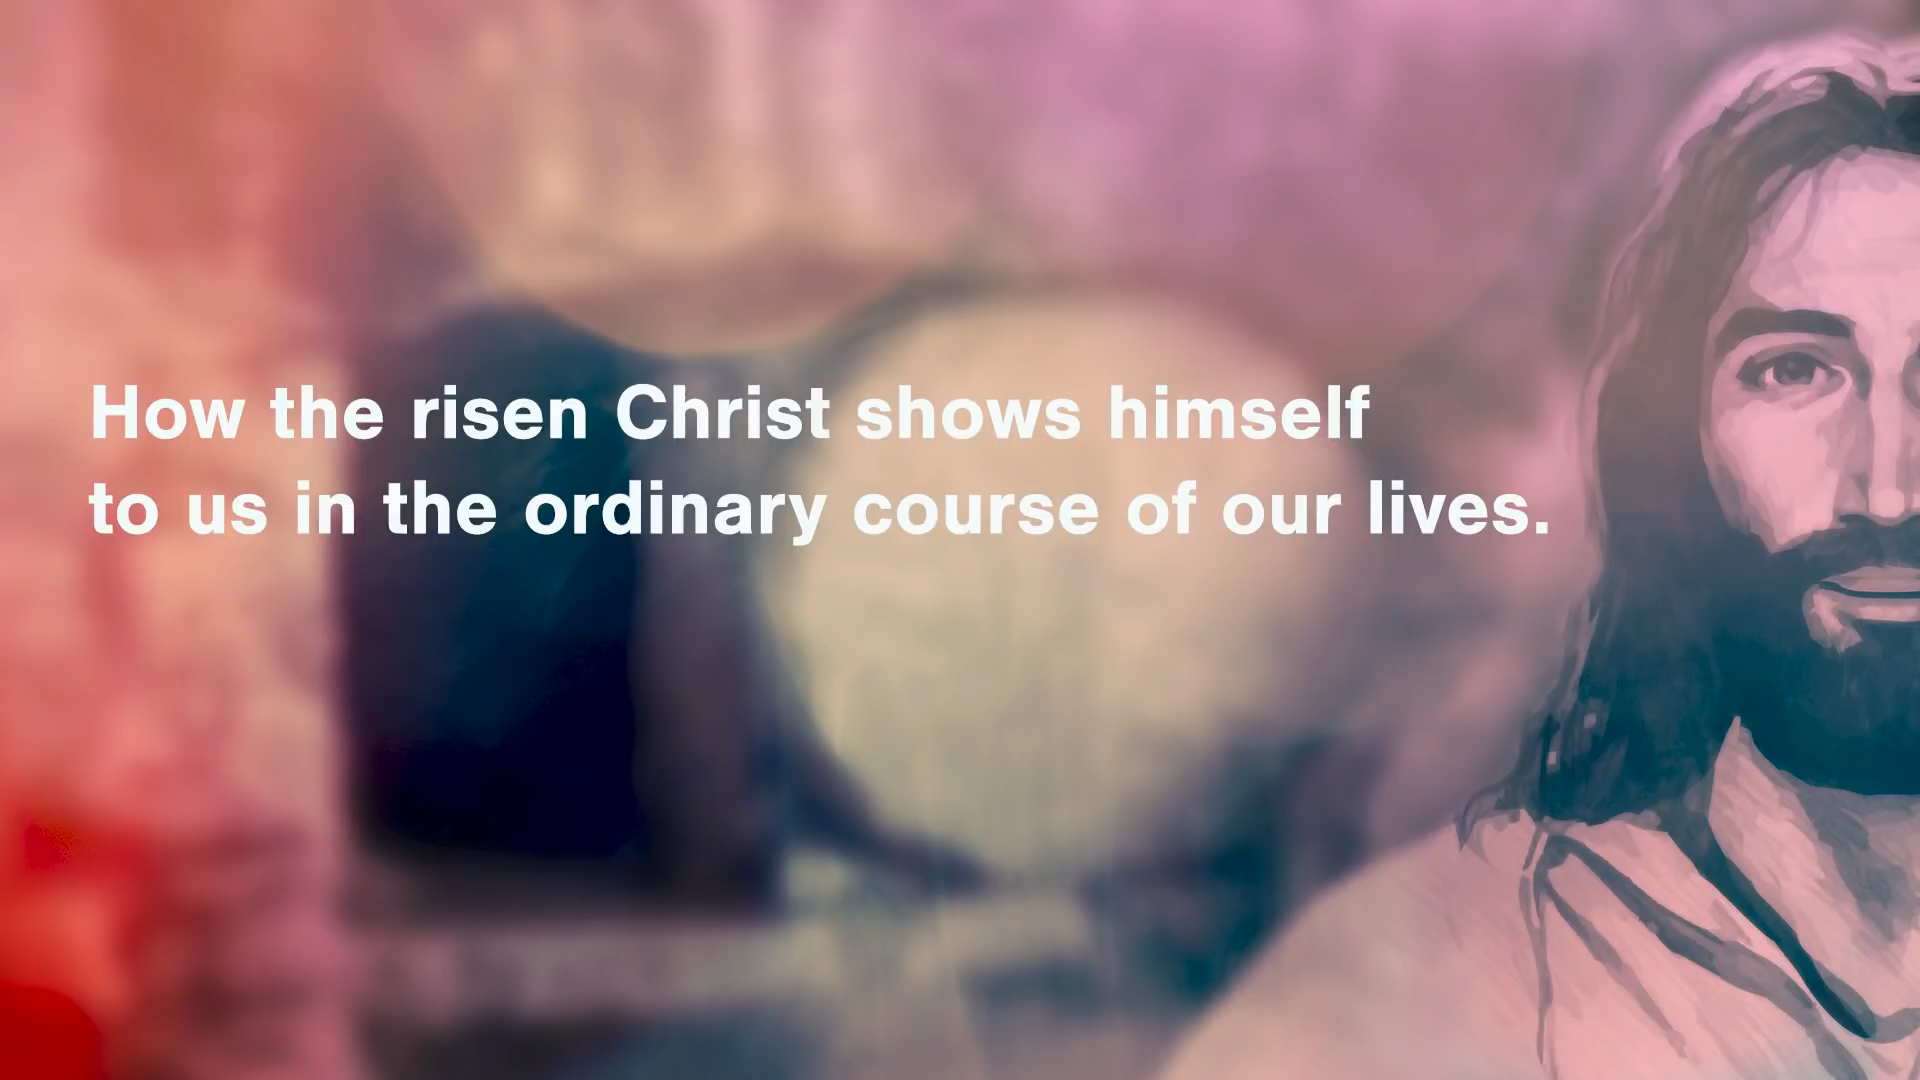 How the risen Christ shows himself
to us in the ordinary course of our lives.